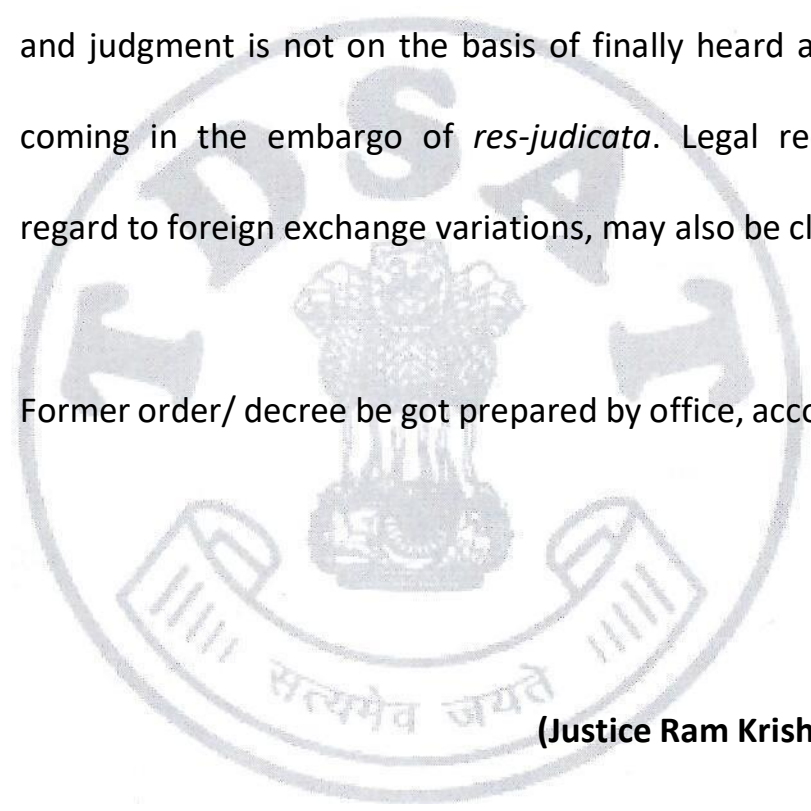 and judgment is not on the basis of finally heard a
coming in the embargo of res-judicata. Legal re
regard to foreign exchange variations, may also be cl
Former order/ decree be got prepared by office, acco
(Justice Ram Krish
TDSAT
सत्यमेव जयते